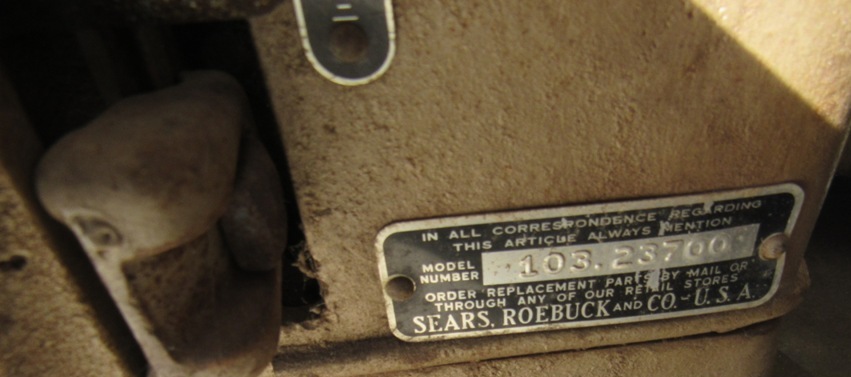 IN ALL CORRESPONDENCE REGARDING
THIS ARTICLE ALWAYS MENTION
MODEL
NUMBER 103.23700
ORDER REPLACEMENT PARTS BY MAIL OR
THROUGH ANY OF OUR RETAIL STORES
SEARS, ROEBUCK AND CO. - U. S. A.